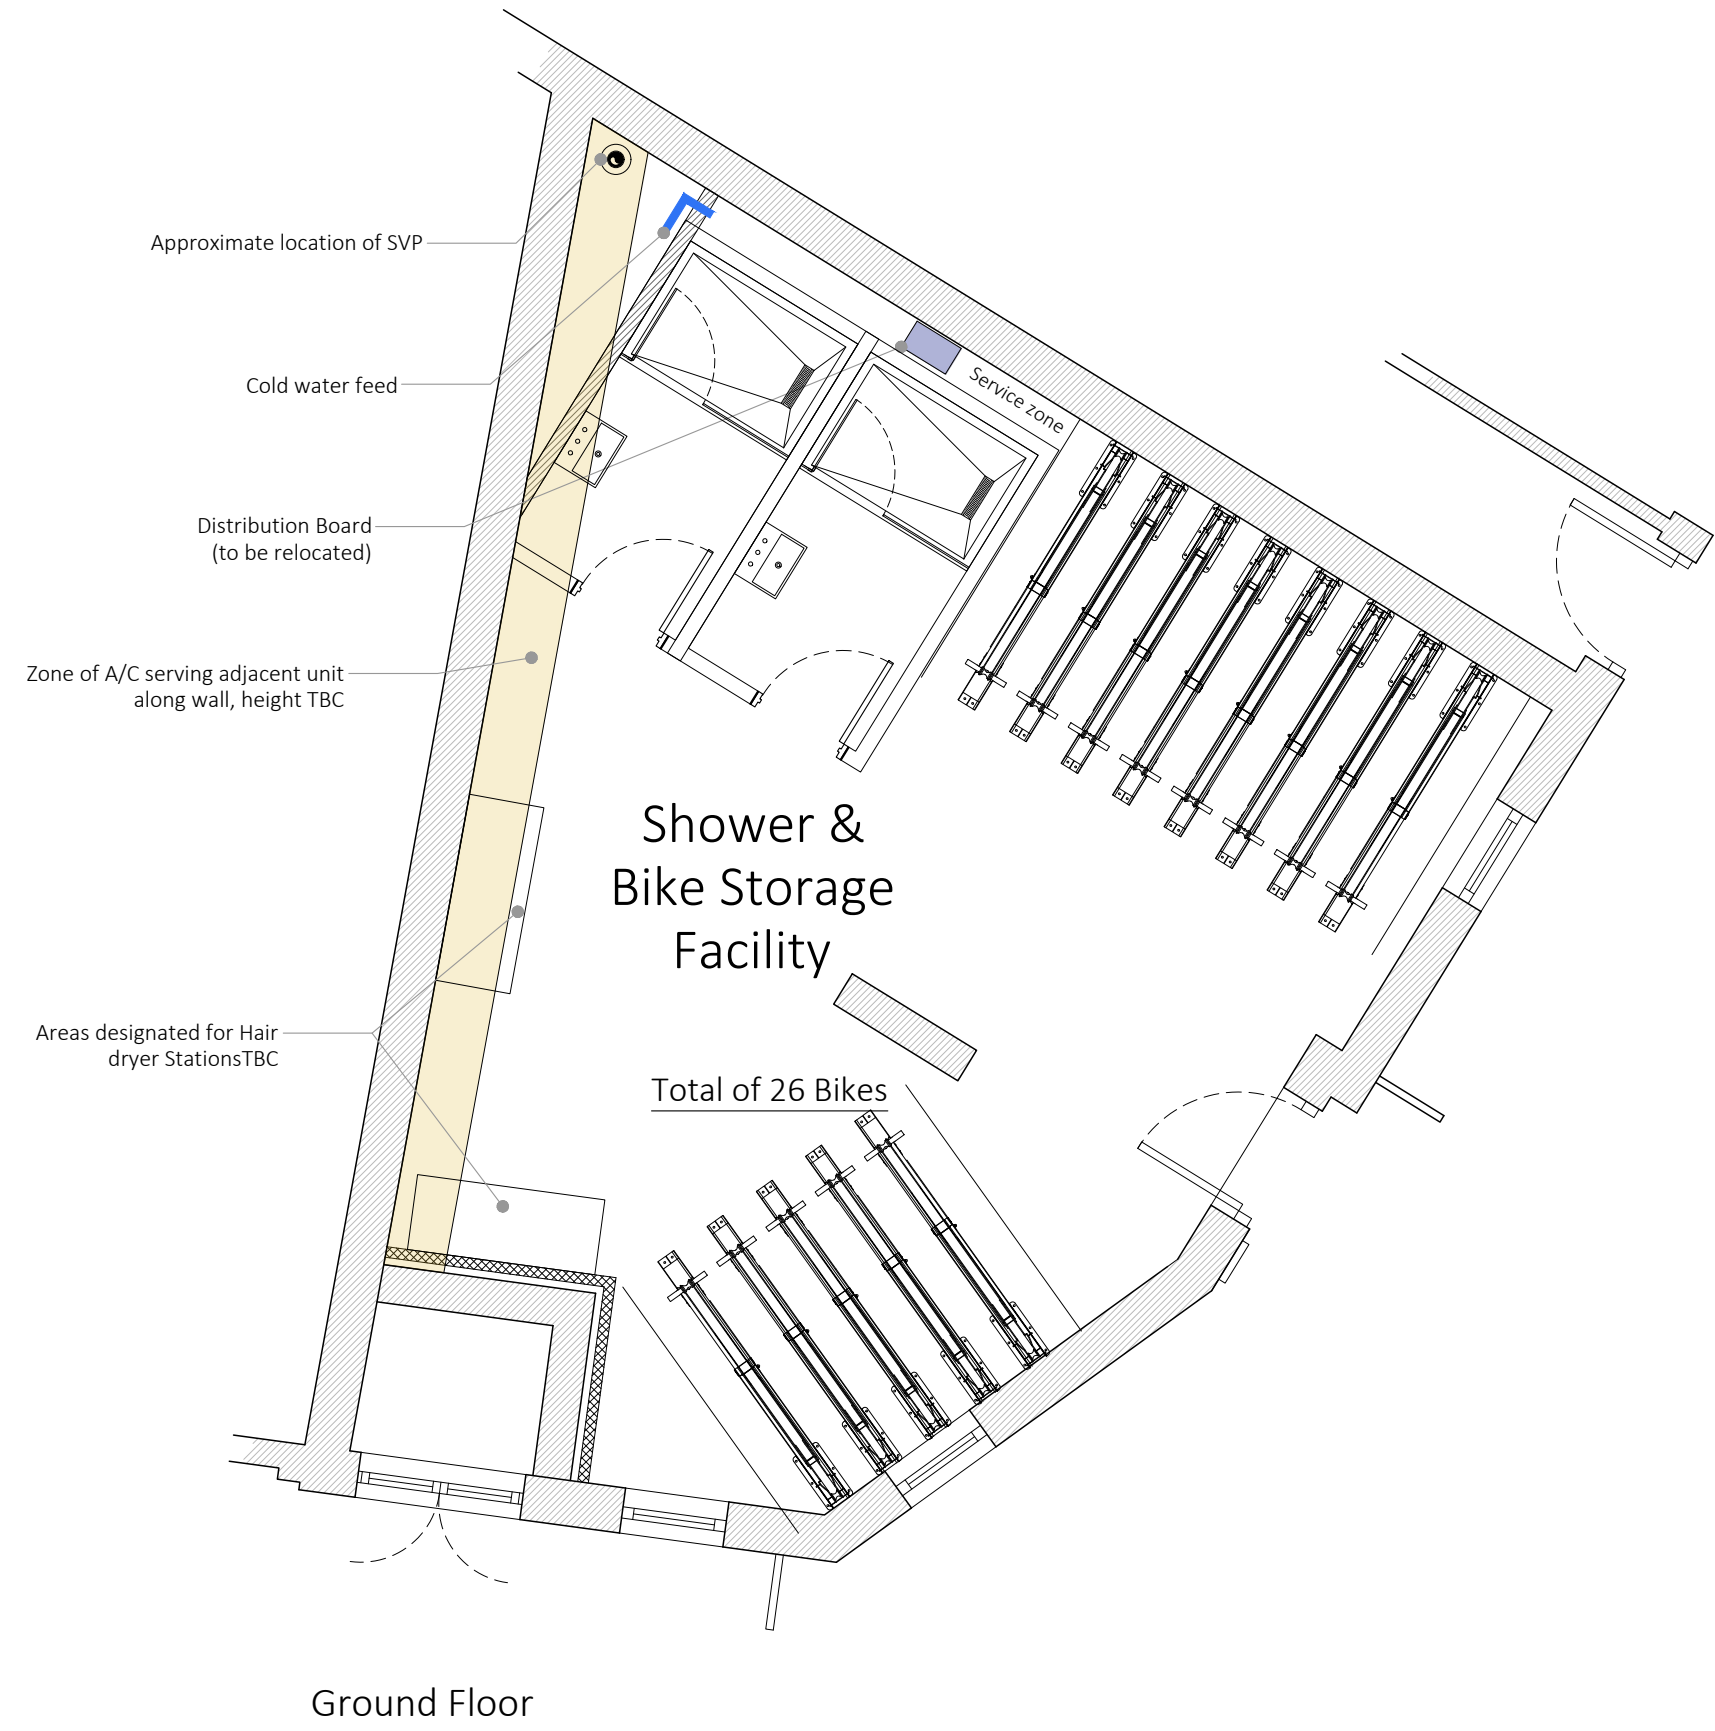 Approximate location of SVP
Cold water feed
Service zone
Distribution Board
(to be relocated)
Zone of A/C serving adjacent unit
along wall, height TBC
Shower &
Bike Storage
Facility
Areas designated for Hair
dryer StationsTBC
Total of 26 Bikes
Ground Floor